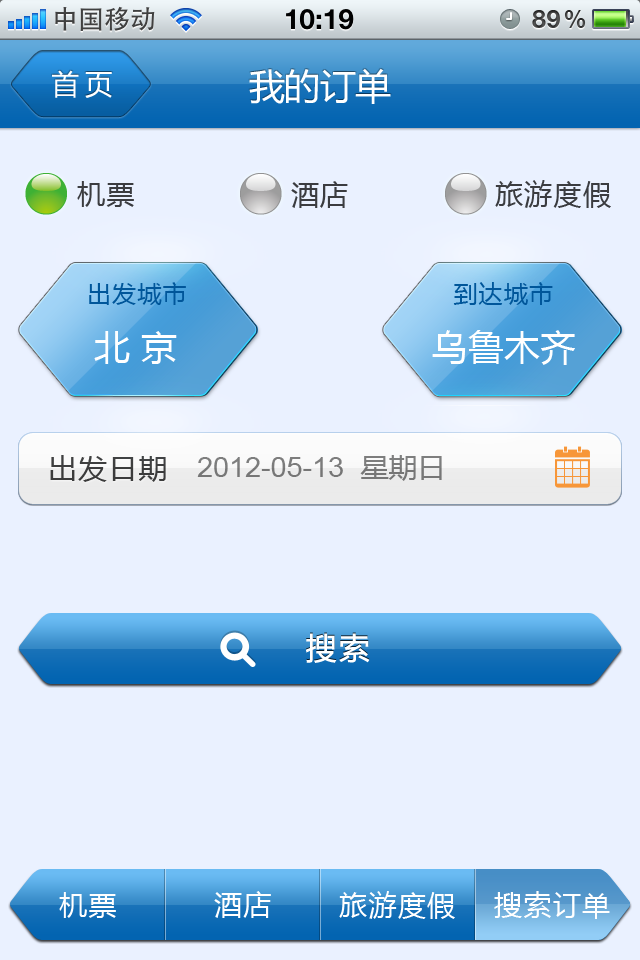 中国移动 10:19 89%
首页 我的订单
机票 酒店 旅游度假
出发城市 到达城市
北京 乌鲁木齐
出发日期 2012-05-13 星期日
搜索
机票 酒店 旅游度假 搜索订单